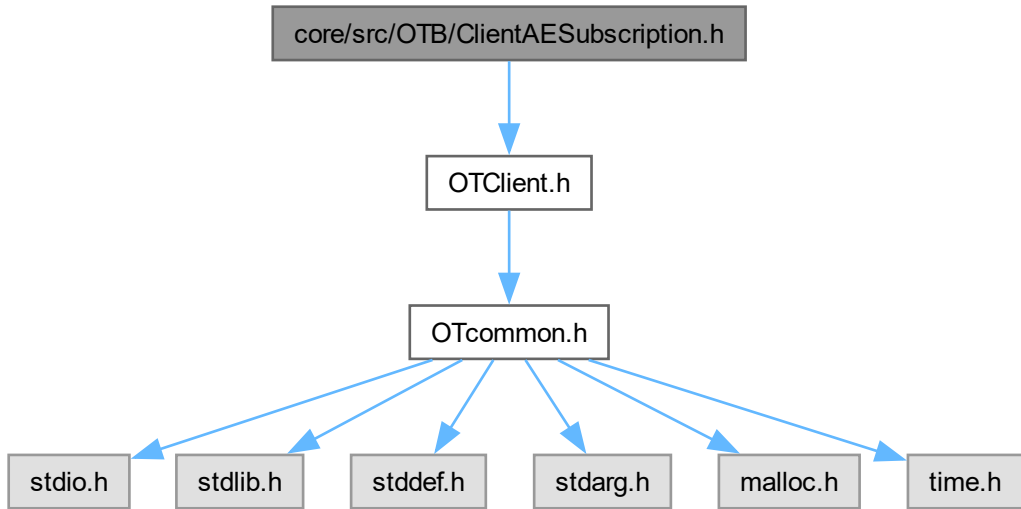 core/src/OTB/ClientAESubscription.h
OTClient.h
OTcommon.h
stdio.h
stdlib.h
stddef.h
stdarg.h
malloc.h
time.h